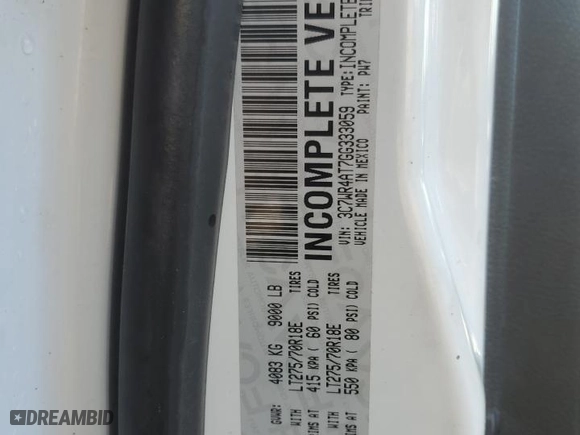 INCOMPLETE VE
VIN: 3C7WR4AT7GG333059 TYPE:INCOMPLETE
VEHICLE MADE IN MEXICO PAINT: PW7
GVWR: 4083 KG 9000 LB
WITH LT275/70R18E TIRES
IMS AT 415 KPA ( 60 PSI) COLD
WITH LT275/70R18E TIRES
IMS AT 550 KPA ( 80 PSI) COLD
DREAMBID